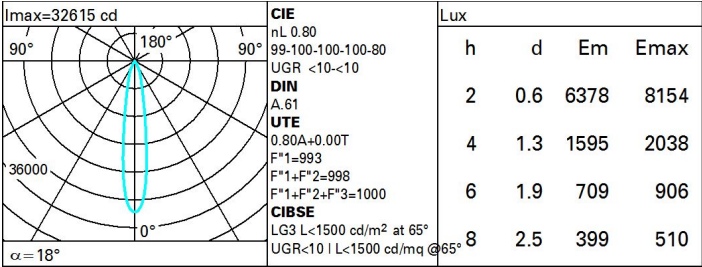 Imax=32615 cd
90°
180°
90°
36000
0°
α=18°
CIE
nL 0.80
99-100-100-100-80
UGR <10-<10
DIN
A.61
UTE
0.80A+0.00T
F"1=993
F"1+F"2=998
F"1+F"2+F"3=1000
CIBSE
LG3 L<1500 cd/m² at 65°
UGR<10 | L<1500 cd/mq @65°
Lux
h d Em Emax
2 0.6 6378 8154
4 1.3 1595 2038
6 1.9 709 906
8 2.5 399 510